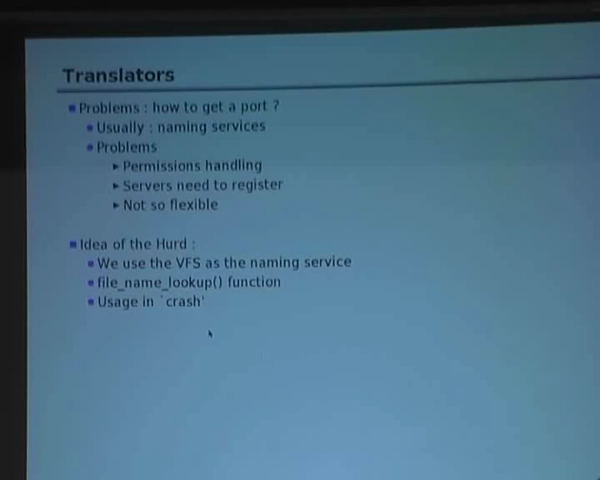 Translators
Problems : how to get a port ?
Usually : naming services
Problems
Permissions handling
Servers need to register
Not so flexible
Idea of the Hurd :
We use the VFS as the naming service
file_name_lookup() function
Usage in `crash'